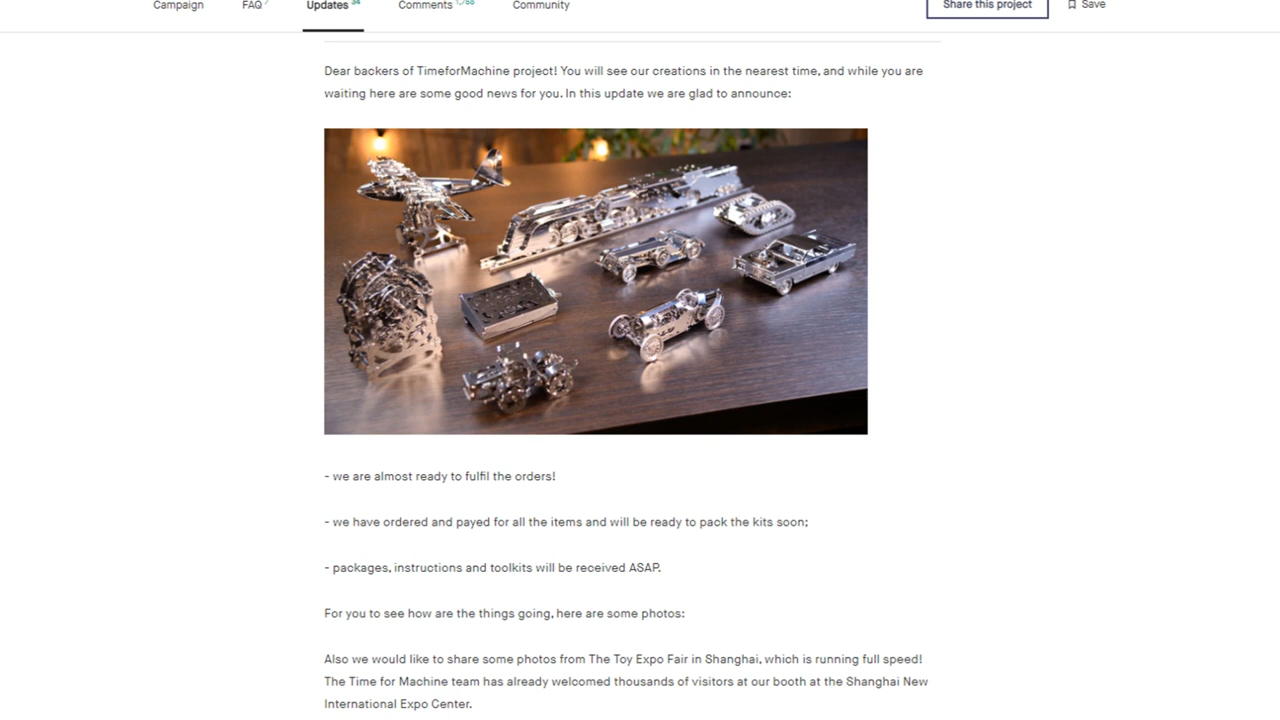 Campaign FAQ Updates 34 Comments Community Share this project Save
Dear backers of TimeforMachine project! You will see our creations in the nearest time, and while you are
waiting here are some good news for you. In this update we are glad to announce:
- we are almost ready to fulfil the orders!
- we have ordered and payed for all the items and will be ready to pack the kits soon;
- packages, instructions and toolkits will be received ASAP.
For you to see how are the things going, here are some photos:
Also we would like to share some photos from The Toy Expo Fair in Shanghai, which is running full speed!
The Time for Machine team has already welcomed thousands of visitors at our booth at the Shanghai New
International Expo Center.